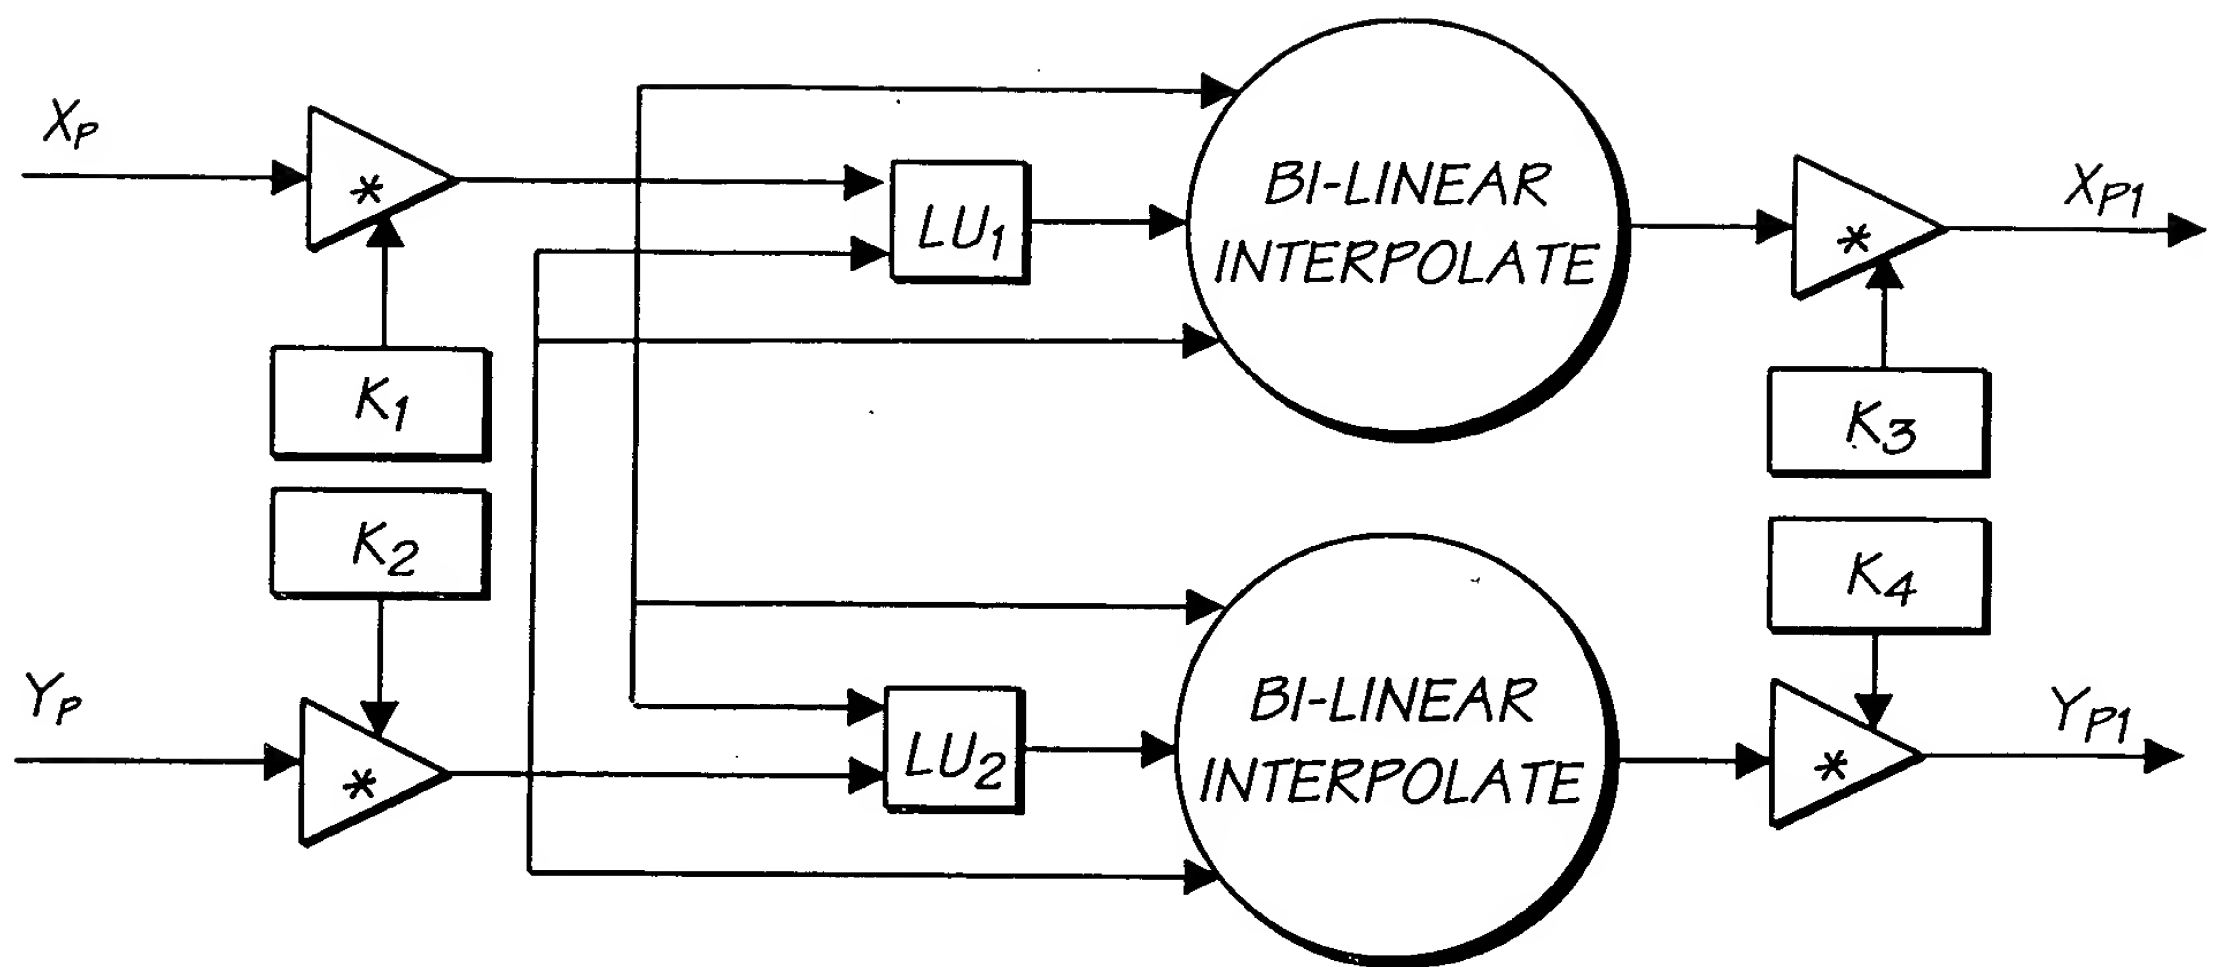 Xp
*
K1
K2
Yp
*
LU1
BI-LINEAR
INTERPOLATE
LU2
BI-LINEAR
INTERPOLATE
*
XP1
K3
K4
*
YP1